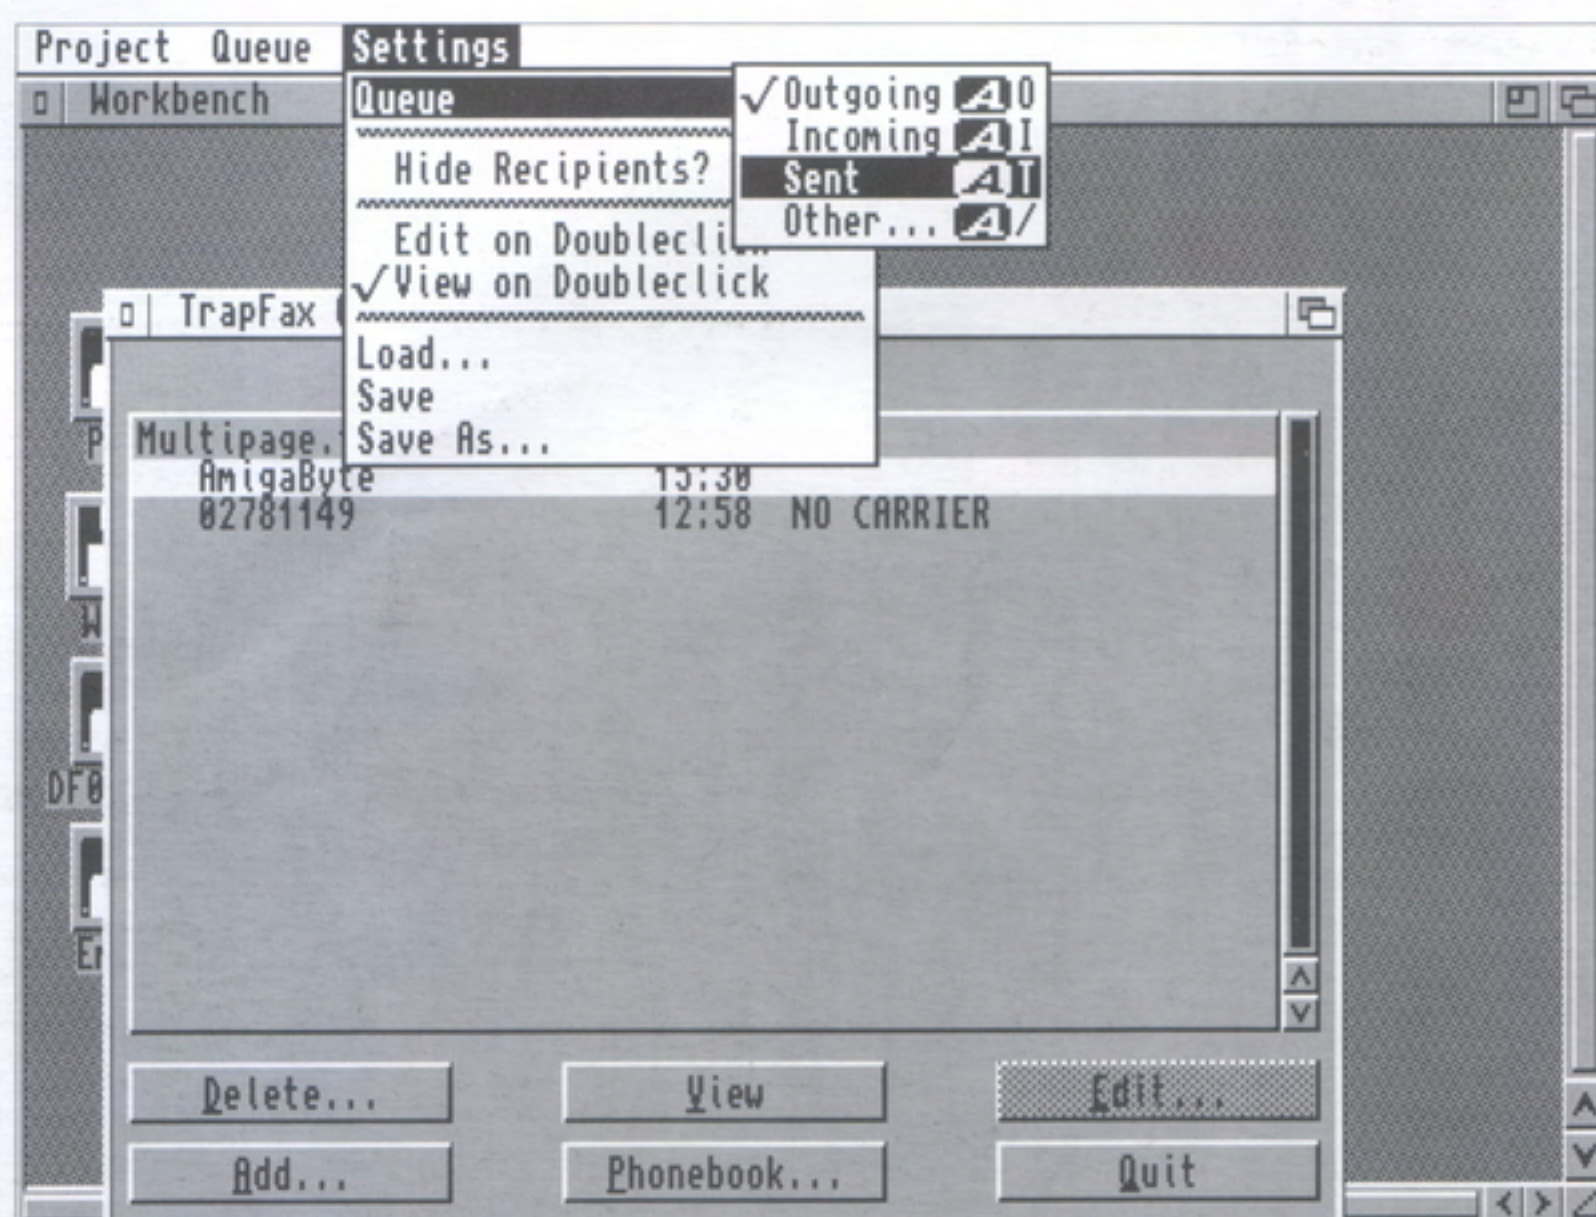 Project Queue Settings
Workbench
Queue
Outgoing A O
Incoming A I
Sent A T
Other... A /
Hide Recipients?
Edit on Doubleclick
View on Doubleclick
Load...
Save
Save As...
TrapFax
Multipage.
AmigaByte 15:30
02781149 12:58 NO CARRIER
DF0
Delete... View Edit...
Add... Phonebook... Quit